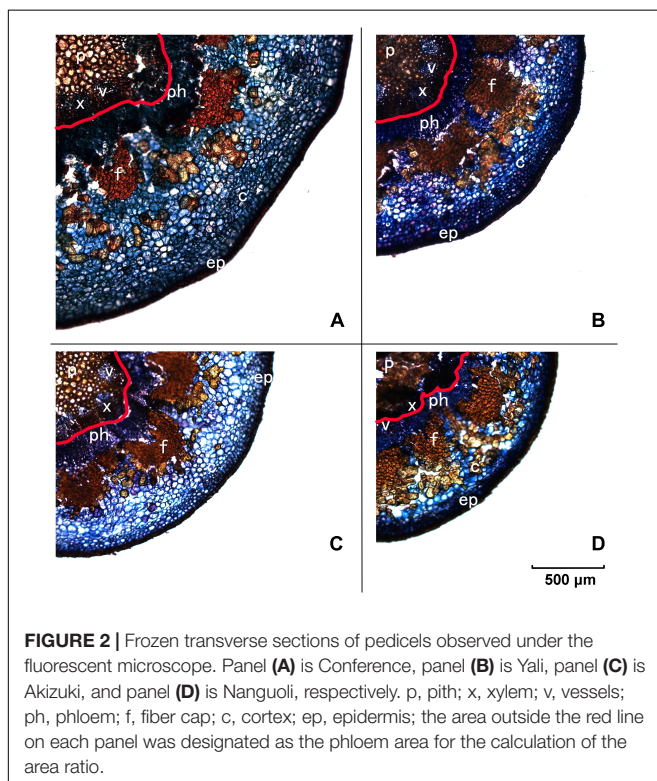 p
v
x
ph
f
f
c
ep
A
p
v
x
f
ph
c
ep
B
p
v
x
ep
ph
f
C
p
x
ph
v
f
c
ep
D
500 µm
FIGURE 2 | Frozen transverse sections of pedicels observed under the
fluorescent microscope. Panel (A) is Conference, panel (B) is Yali, panel (C) is
Akizuki, and panel (D) is Nanguoli, respectively. p, pith; x, xylem; v, vessels;
ph, phloem; f, fiber cap; c, cortex; ep, epidermis; the area outside the red line
on each panel was designated as the phloem area for the calculation of the
area ratio.